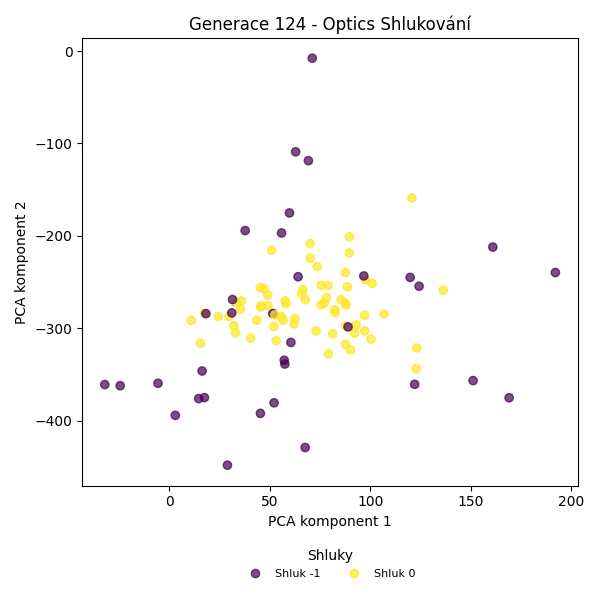 Generace 124 - Optics Shlukování
PCA komponent 2
0
−100
−200
−300
−400
0
50
100
150
200
PCA komponent 1
Shluky
Shluk -1
Shluk 0